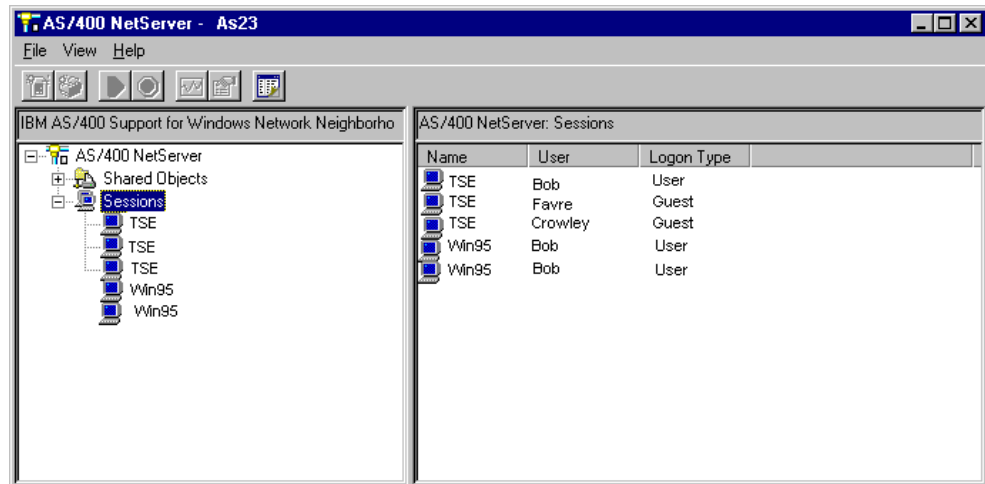 AS/400 NetServer - As23
File View Help
IBM AS/400 Support for Windows Network Neighborho
AS/400 NetServer
Shared Objects
Sessions
TSE
TSE
TSE
Win95
Win95
AS/400 NetServer: Sessions
Name User Logon Type
TSE Bob User
TSE Favre Guest
TSE Crowley Guest
Win95 Bob User
Win95 Bob User